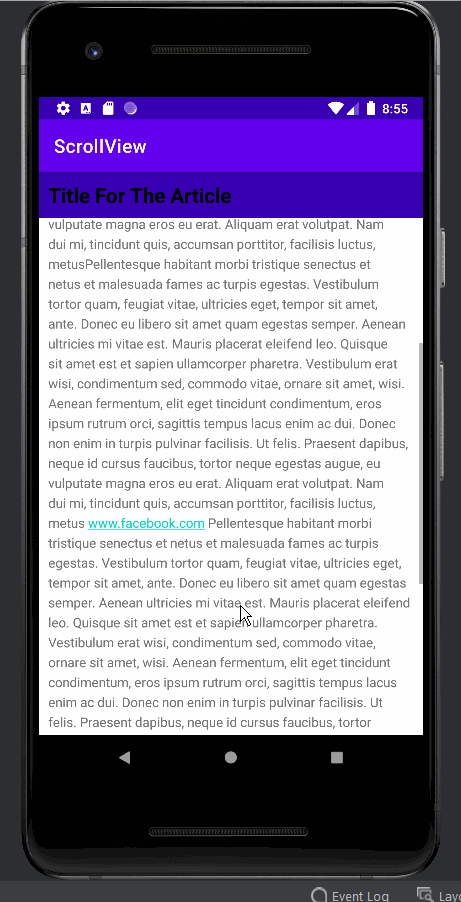 8:55
ScrollView
Title For The Article
vulputate magna eros eu erat. Aliquam erat volutpat. Nam
dui mi, tincidunt quis, accumsan porttitor, facilisis luctus,
metusPellentesque habitant morbi tristique senectus et
netus et malesuada fames ac turpis egestas. Vestibulum
tortor quam, feugiat vitae, ultricies eget, tempor sit amet,
ante. Donec eu libero sit amet quam egestas semper. Aenean
ultricies mi vitae est. Mauris placerat eleifend leo. Quisque
sit amet est et sapien ullamcorper pharetra. Vestibulum erat
wisi, condimentum sed, commodo vitae, ornare sit amet, wisi.
Aenean fermentum, elit eget tincidunt condimentum, eros
ipsum rutrum orci, sagittis tempus lacus enim ac dui. Donec
non enim in turpis pulvinar facilisis. Ut felis. Praesent dapibus,
neque id cursus faucibus, tortor neque egestas augue, eu
vulputate magna eros eu erat. Aliquam erat volutpat. Nam
dui mi, tincidunt quis, accumsan porttitor, facilisis luctus,
metus www.facebook.com Pellentesque habitant morbi
tristique senectus et netus et malesuada fames ac turpis
egestas. Vestibulum tortor quam, feugiat vitae, ultricies eget,
tempor sit amet, ante. Donec eu libero sit amet quam egestas
semper. Aenean ultricies mi vitae est. Mauris placerat eleifend
leo. Quisque sit amet est et sapien ullamcorper pharetra.
Vestibulum erat wisi, condimentum sed, commodo vitae,
ornare sit amet, wisi. Aenean fermentum, elit eget tincidunt
condimentum, eros ipsum rutrum orci, sagittis tempus lacus
enim ac dui. Donec non enim in turpis pulvinar facilisis. Ut
felis. Praesent dapibus, neque id cursus faucibus, tortor
Event Log